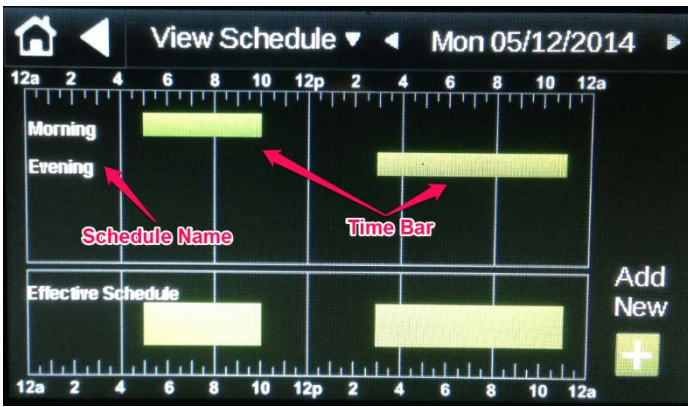 View Schedule ▼ ◀ Mon 05/12/2014 ▶
12a 2 4 6 8 10 12p 2 4 6 8 10 12a
Morning
Evening
Schedule Name
Time Bar
Effective Schedule
Add
New
+
12a 2 4 6 8 10 12p 2 4 6 8 10 12a